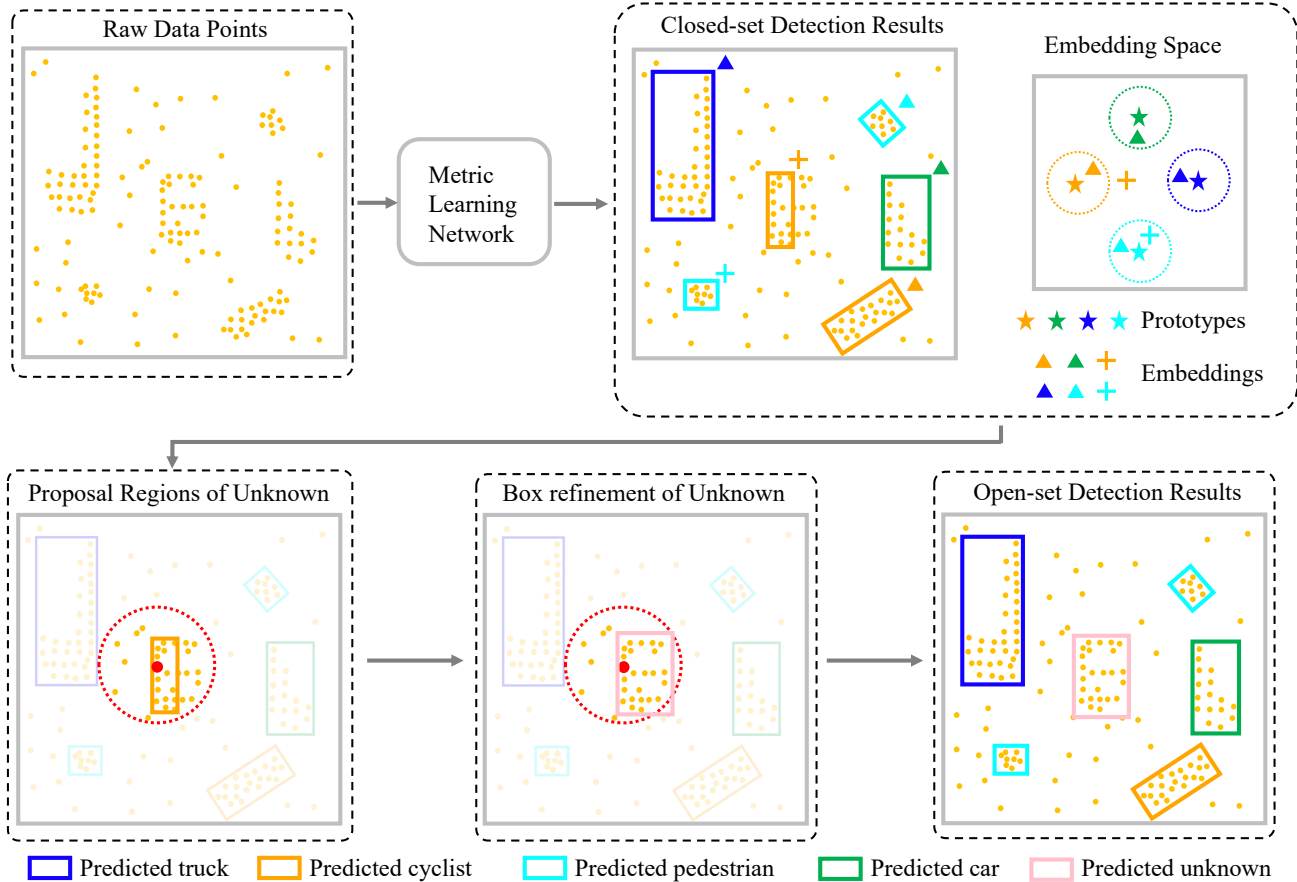 Raw Data Points
Closed-set Detection Results
Embedding Space
Metric
Learning
Network
Prototypes
Embeddings
Proposal Regions of Unknown
Box refinement of Unknown
Open-set Detection Results
Predicted truck
Predicted cyclist
Predicted pedestrian
Predicted car
Predicted unknown